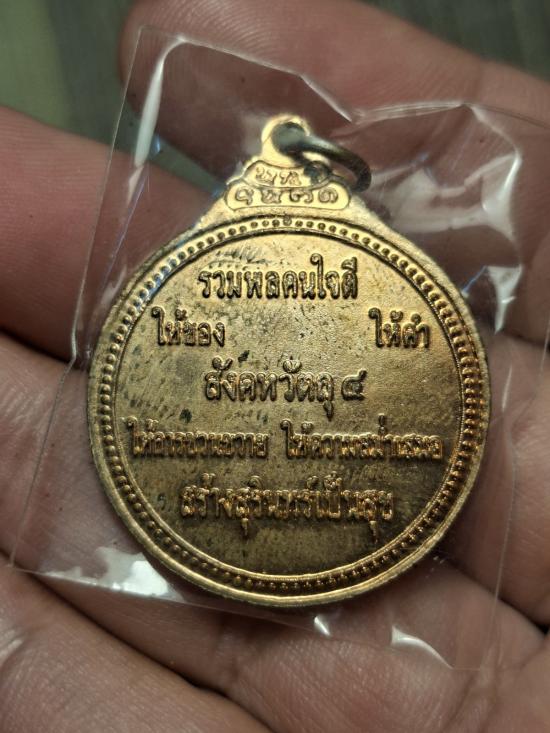 รวมพลคนใจดี
ให้ของ ให้คำ
สังคหวัตถุ ๔
ให้การขวนขวาย ให้ความสม่ำเสมอ
สร้างสุรินทร์เป็นสุข